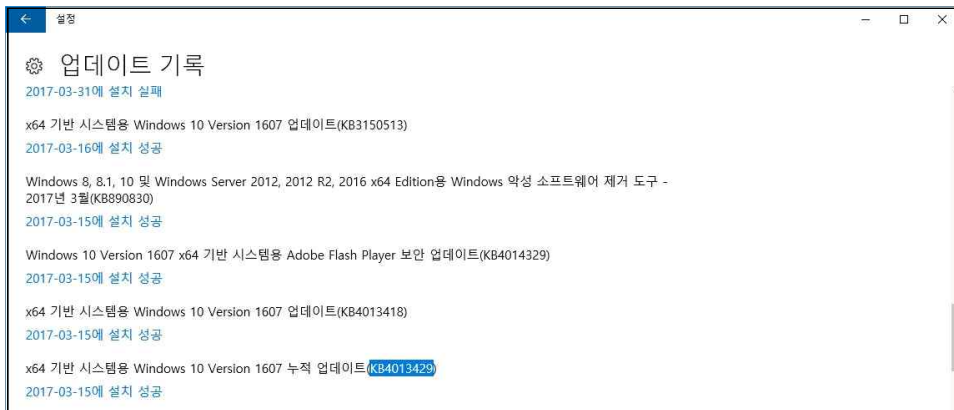 설정
업데이트 기록
2017-03-31에 설치 실패
x64 기반 시스템용 Windows 10 Version 1607 업데이트(KB3150513)
2017-03-16에 설치 성공
Windows 8, 8.1, 10 및 Windows Server 2012, 2012 R2, 2016 x64 Edition용 Windows 악성 소프트웨어 제거 도구 -
2017년 3월(KB890830)
2017-03-15에 설치 성공
Windows 10 Version 1607 x64 기반 시스템용 Adobe Flash Player 보안 업데이트(KB4014329)
2017-03-15에 설치 성공
x64 기반 시스템용 Windows 10 Version 1607 업데이트(KB4013418)
2017-03-15에 설치 성공
x64 기반 시스템용 Windows 10 Version 1607 누적 업데이트(KB4013429)
2017-03-15에 설치 성공